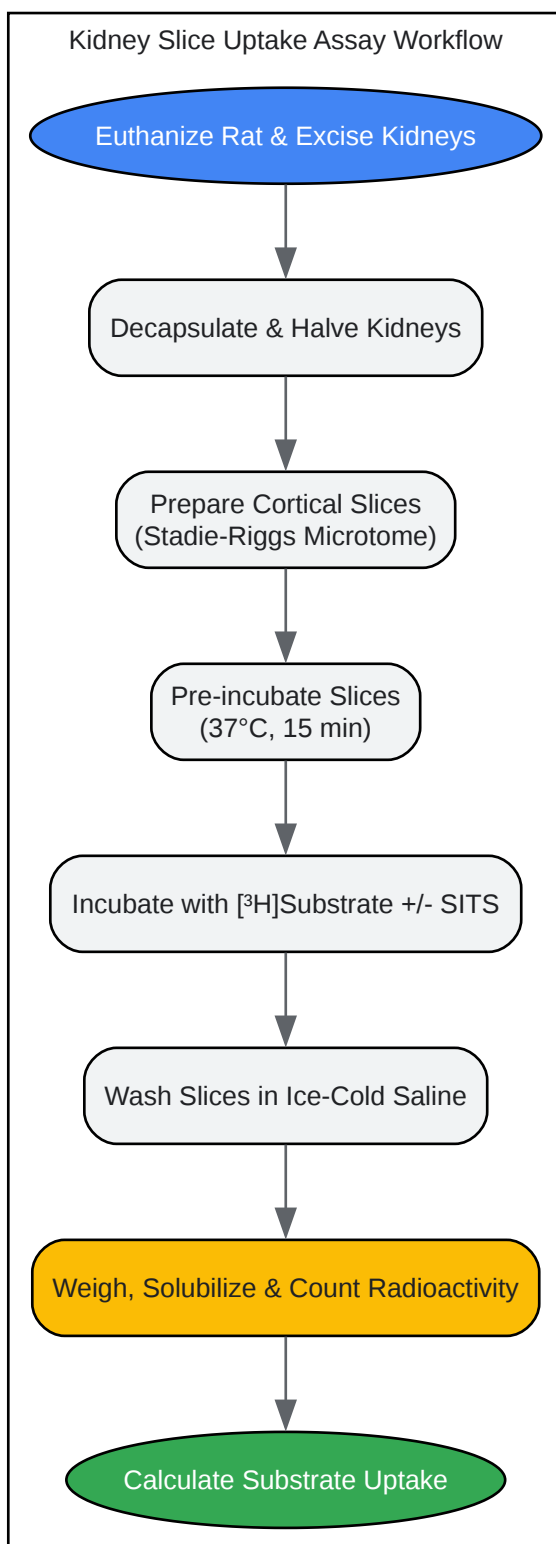 Kidney Slice Uptake Assay Workflow
Euthanize Rat & Excise Kidneys
Decapsulate & Halve Kidneys
Prepare Cortical Slices
(Stadie-Riggs Microtome)
Pre-incubate Slices
(37°C, 15 min)
Incubate with [³H]Substrate +/- SITS
Wash Slices in Ice-Cold Saline
Weigh, Solubilize & Count Radioactivity
Calculate Substrate Uptake